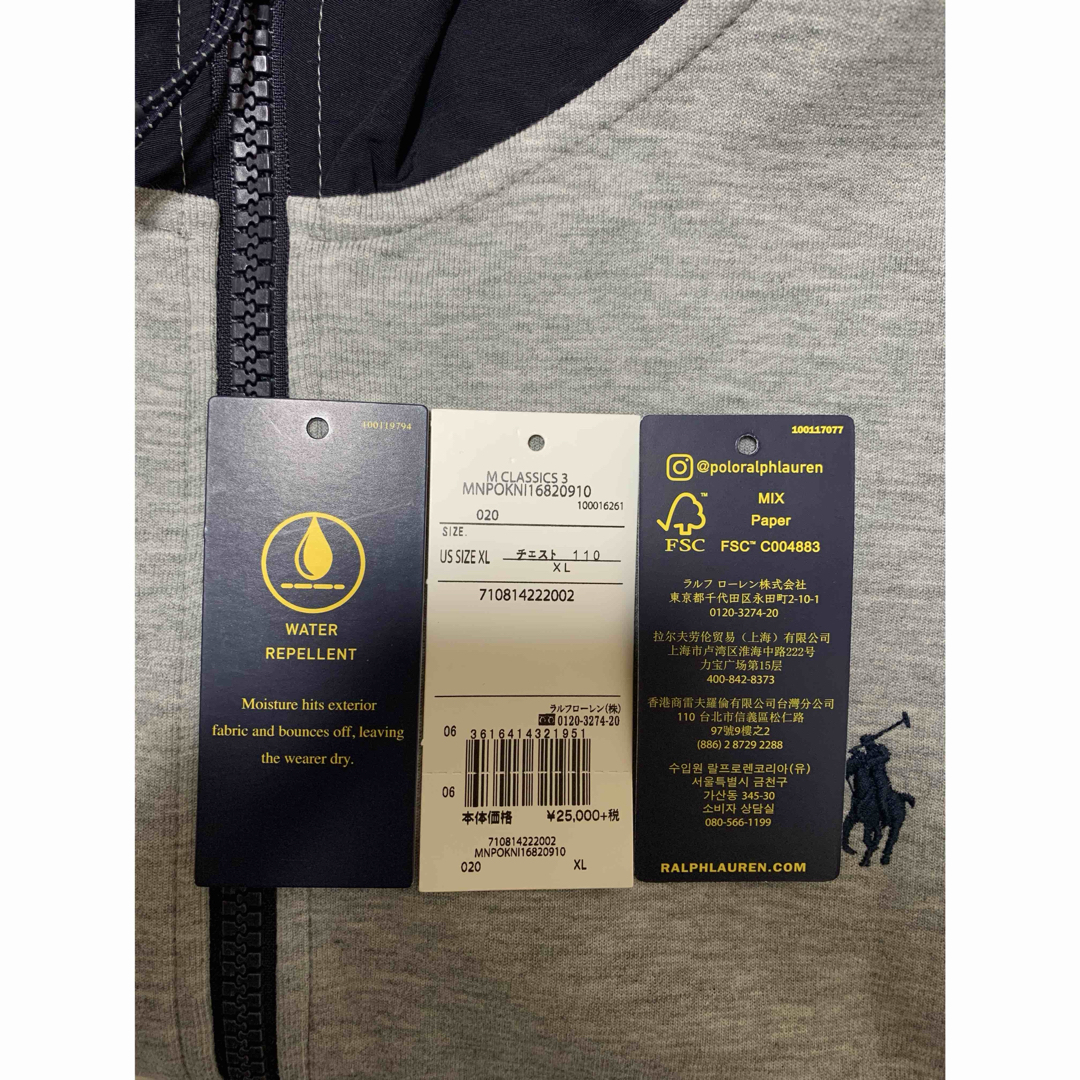 100119794
WATER
REPELLENT
Moisture hits exterior
fabric and bounces off, leaving
the wearer dry.
M CLASSICS 3
MNPOKNI16820910
100016261
020
SIZE.
US SIZE XL チェスト 110
XL
710814222002
ラルフローレン(株)
0120-3274-20
06 3616414321951
06
本体価格 ¥25,000+税
710814222002
MNPOKNI16820910
020 XL
100117077
@poloralphlauren
FSC™
MIX
Paper
FSC™ C004883
ラルフ ローレン株式会社
東京都千代田区永田町2-10-1
0120-3274-20
拉尔夫劳伦贸易（上海）有限公司
上海市卢湾区淮海中路222号
力宝广场第15层
400-842-8373
香港商雷夫羅倫有限公司台灣分公司
110 台北市信義區松仁路
97號9樓之2
(886) 2 8729 2288
수입원 랄프로렌코리아(유)
서울특별시 금천구
가산동 345-30
소비자 상담실
080-566-1199
RALPHLAUREN.COM